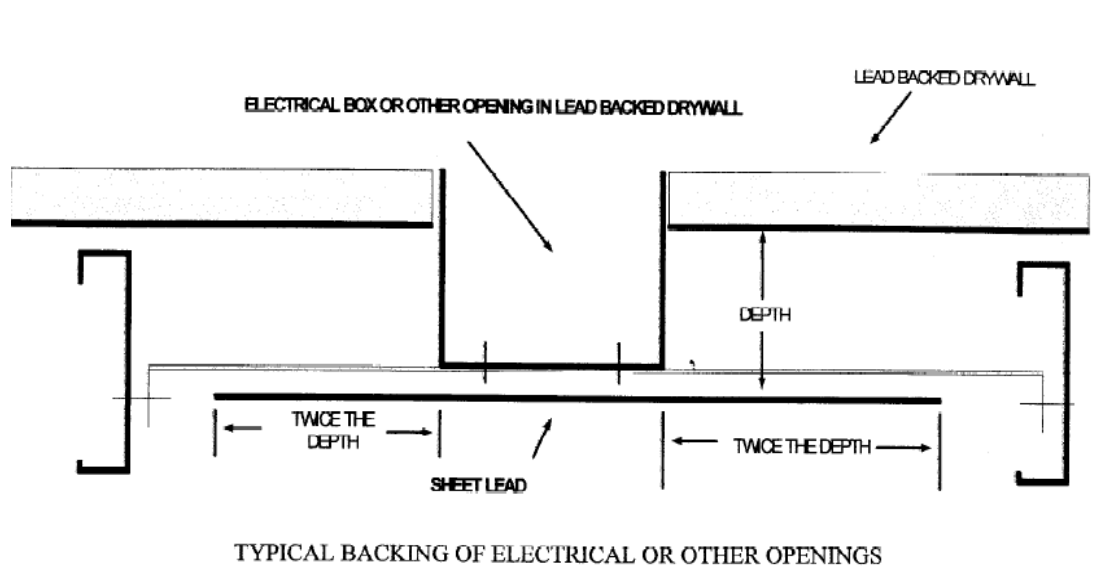 LEAD BACKED DRYWALL
ELECTRICAL BOX OR OTHER OPENING IN LEAD BACKED DRYWALL
DEPTH
TWICE THE
DEPTH
TWICE THE DEPTH
SHEET LEAD
TYPICAL BACKING OF ELECTRICAL OR OTHER OPENINGS